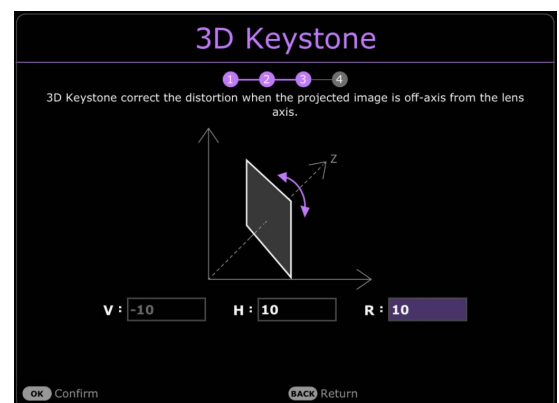 3D Keystone
1 2 3 4
3D Keystone correct the distortion when the projected image is off-axis from the lens
axis.
Z
V : -10 H : 10 R : 10
OK Confirm BACK Return